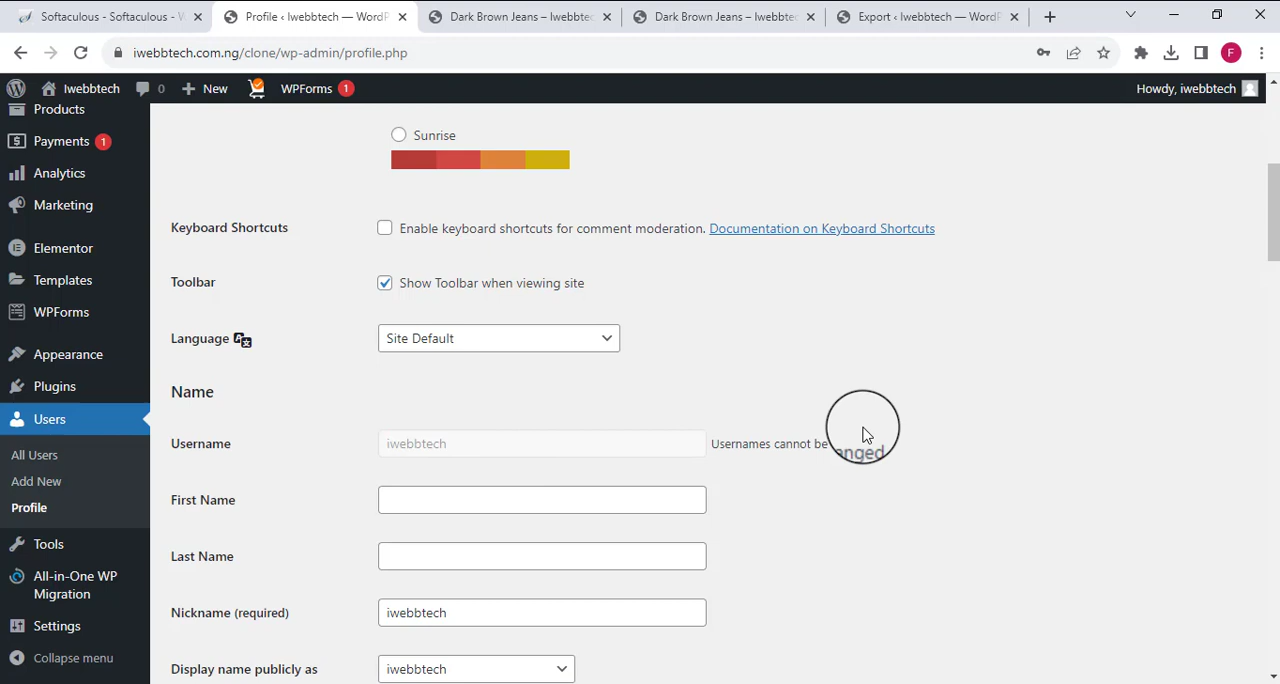 Softaculous - Softaculous - W
Profile ‹ Iwebbtech — WordP
Dark Brown Jeans – Iwebbtec
Dark Brown Jeans – Iwebbtec
Export ‹ Iwebbtech — WordP
iwebbtech.com.ng/clone/wp-admin/profile.php
F
Iwebbtech
0
New
WPForms 1
Howdy, iwebbtech
Products
Payments 1
Analytics
Marketing
Elementor
Templates
WPForms
Appearance
Plugins
Users
All Users
Add New
Profile
Tools
All-in-One WP
Migration
Settings
Collapse menu
Sunrise
Keyboard Shortcuts
Enable keyboard shortcuts for comment moderation. Documentation on Keyboard Shortcuts
Toolbar
Show Toolbar when viewing site
Language
Site Default
Name
Username
iwebbtech
Usernames cannot be anged
First Name
Last Name
Nickname (required)
iwebbtech
Display name publicly as
iwebbtech